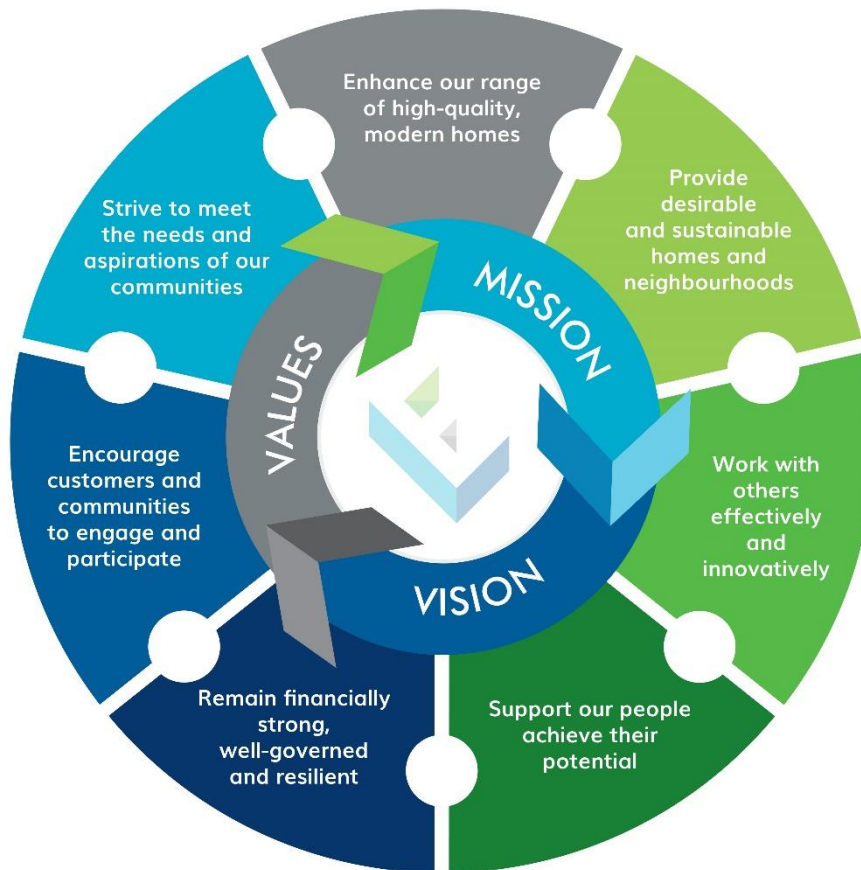 Enhance our range
of high-quality,
modern homes
Provide
desirable
and sustainable
homes and
neighbourhoods
Work with
others
effectively
and
innovatively
Support our people
achieve their
potential
Remain financially
strong,
well-governed
and resilient
Encourage
customers and
communities
to engage and
participate
Strive to meet
the needs and
aspirations of our
communities
MISSION
VISION
VALUES